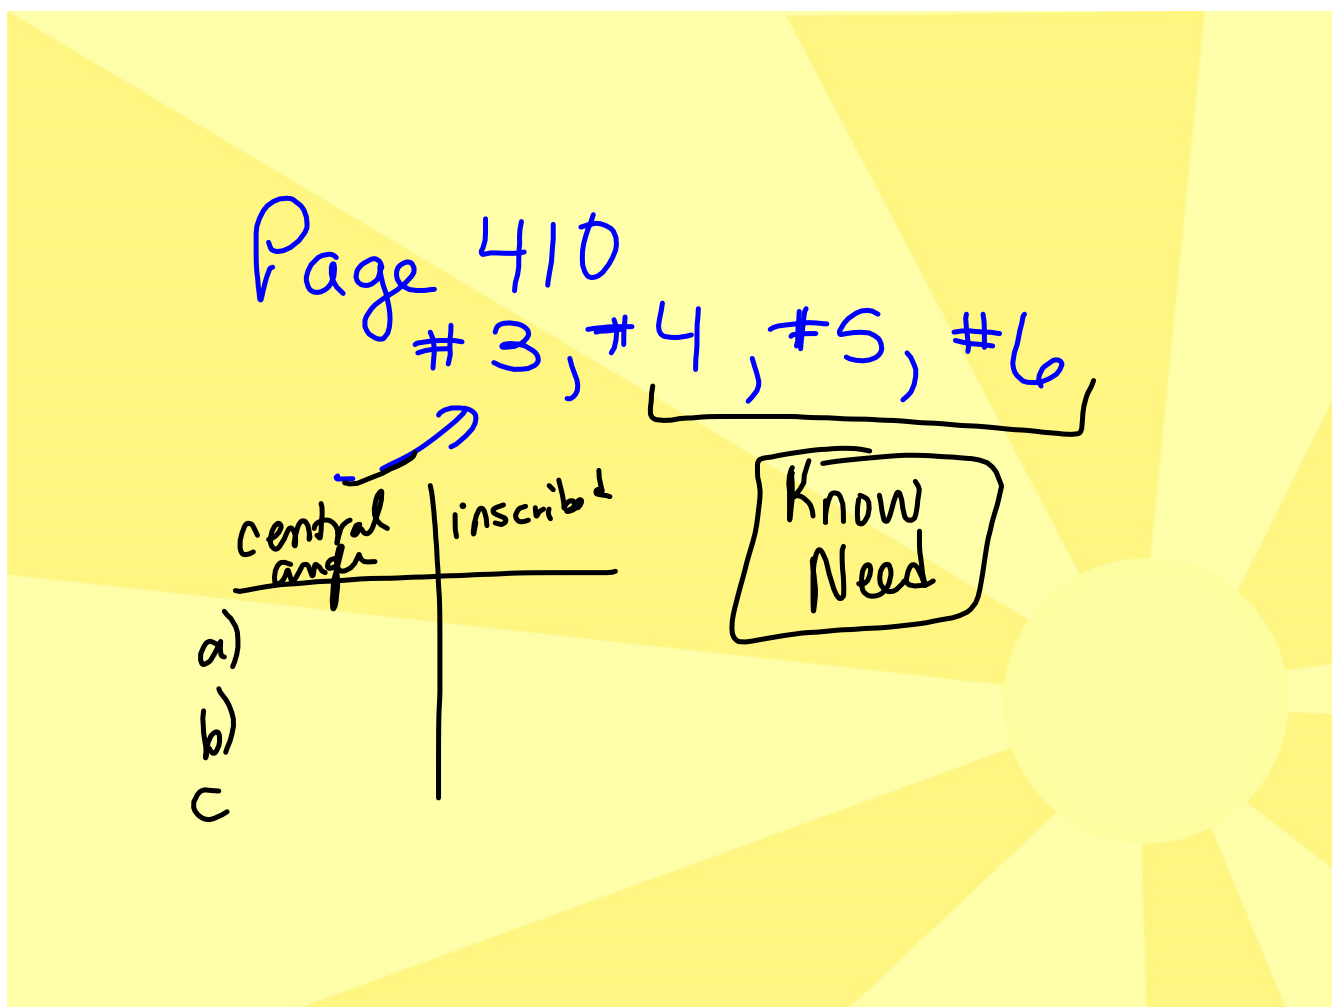 Page 410
#3, #4, #5, #6
central angle | inscribed
a)
b)
c
Know
Need